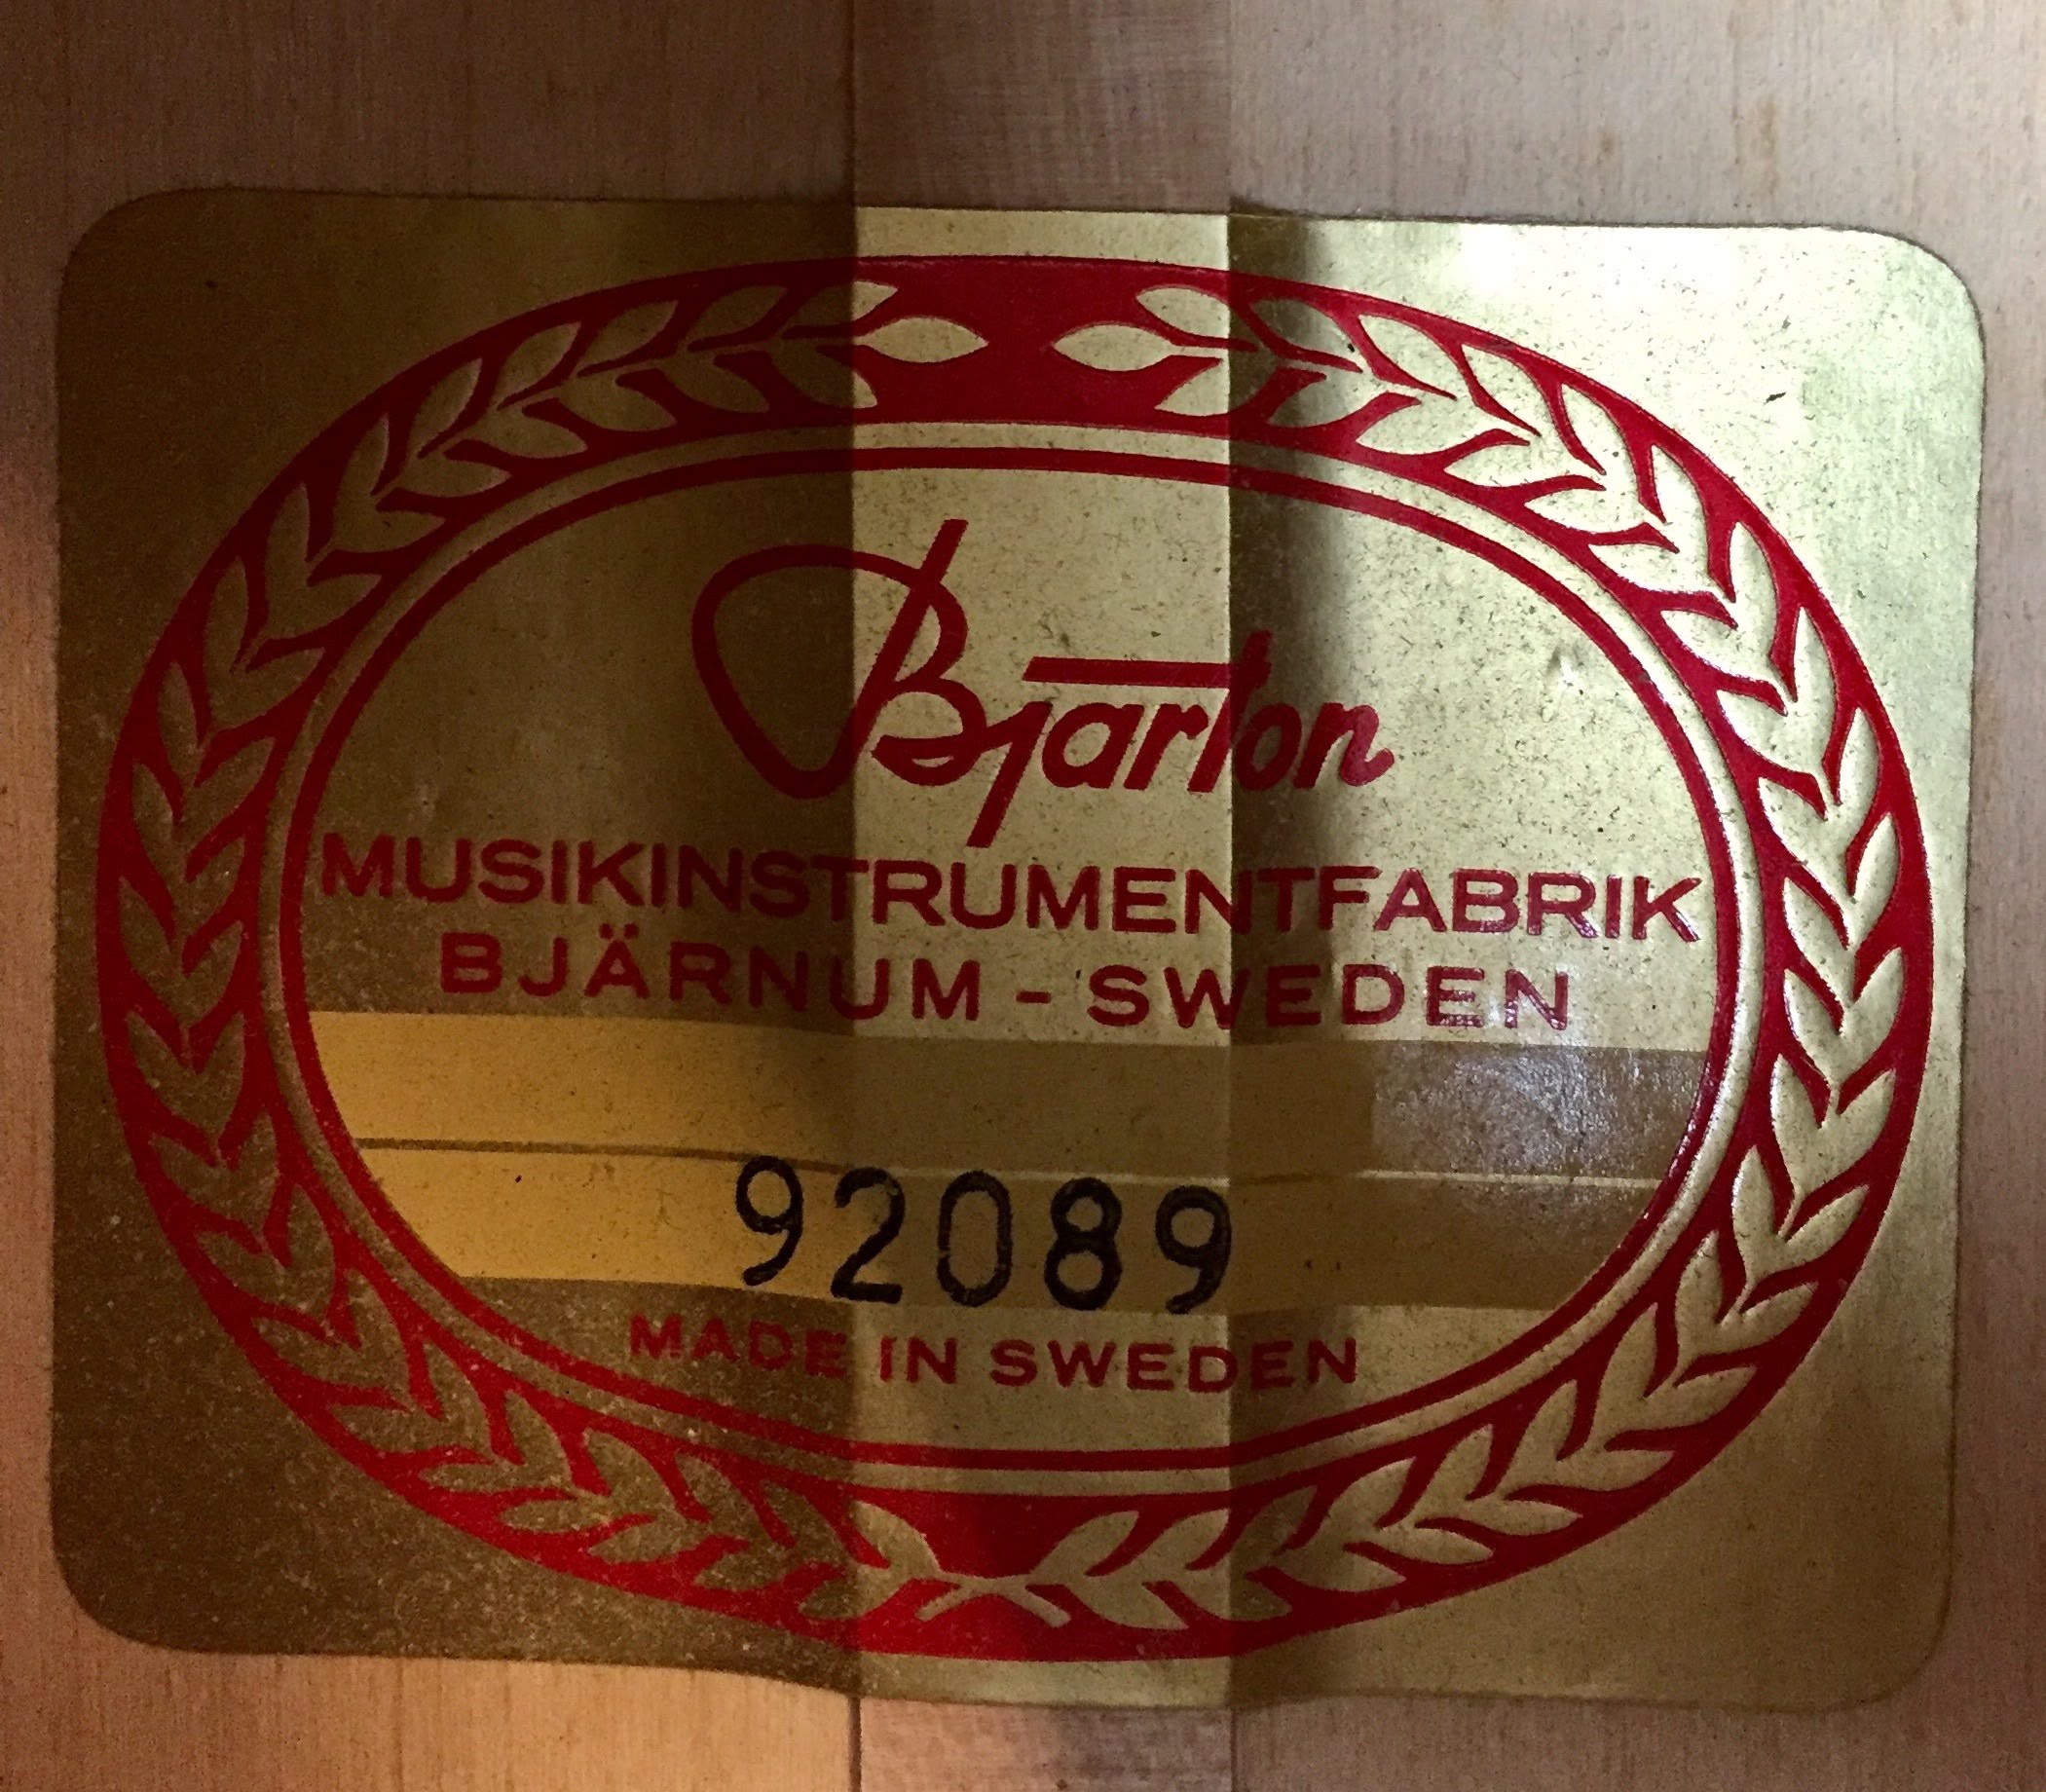 Bjarton
MUSIKINSTRUMENTFABRIK
BJÄRNUM - SWEDEN
92089
MADE IN SWEDEN